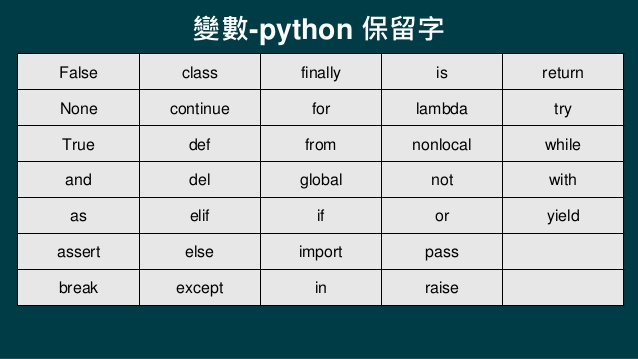 變數-python 保留字
False class finally is return
None continue for lambda try
True def from nonlocal while
and del global not with
as elif if or yield
assert else import pass
break except in raise